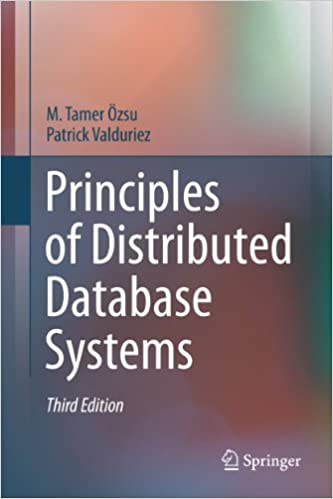 M. Tamer Özsu
Patrick Valduriez
Principles
of Distributed
Database
Systems
Third Edition
Springer